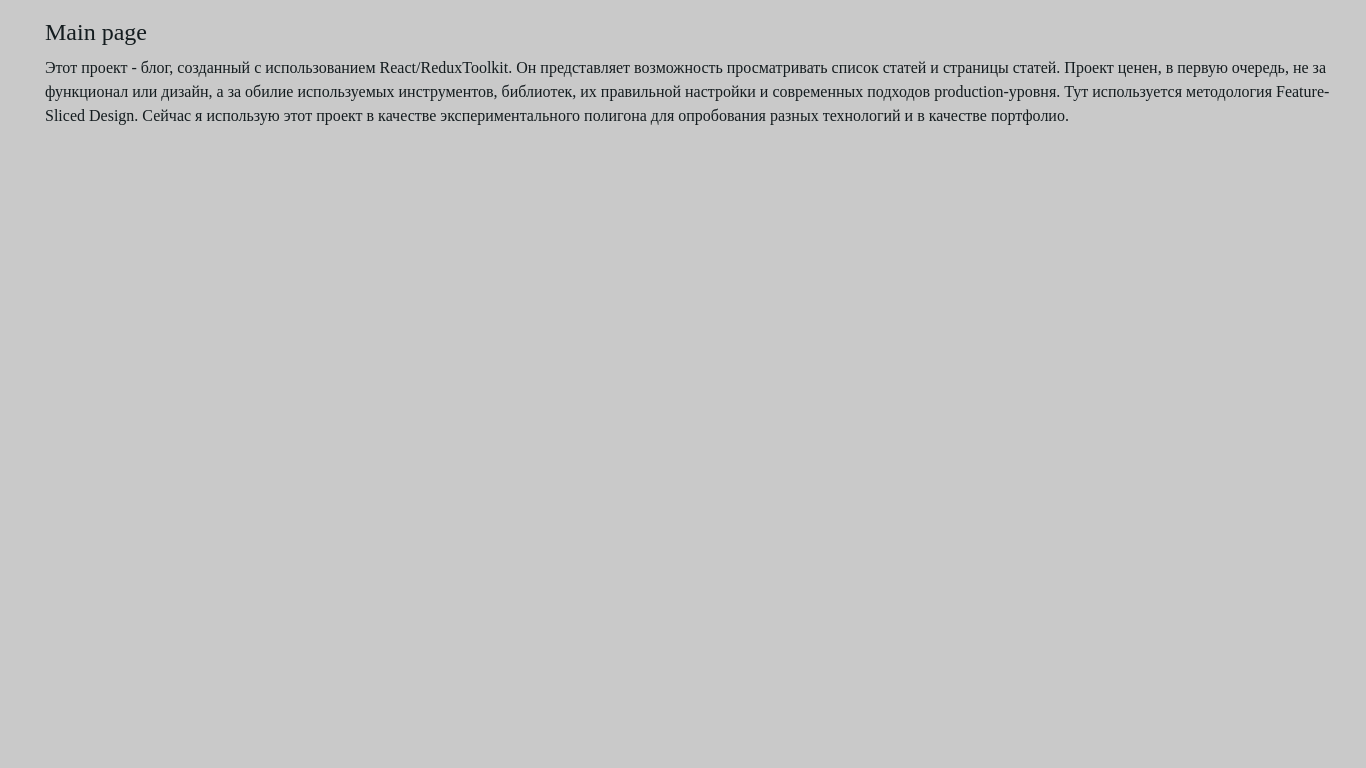 Main page
Этот проект - блог, созданный с использованием React/ReduxToolkit. Он представляет возможность просматривать список статей и страницы статей. Проект ценен, в первую очередь, не за
функционал или дизайн, а за обилие используемых инструментов, библиотек, их правильной настройки и современных подходов production-уровня. Тут используется методология Feature-
Sliced Design. Сейчас я использую этот проект в качестве экспериментального полигона для опробования разных технологий и в качестве портфолио.